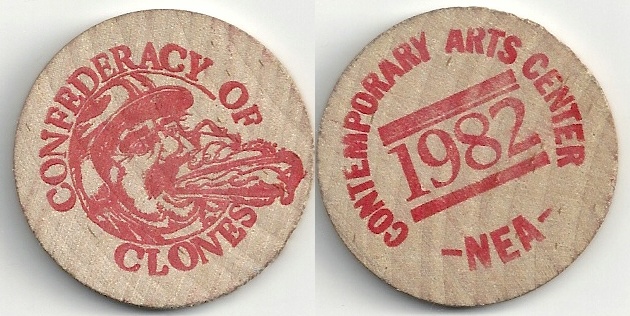 CONFEDERACY OF
CLONES
CONTEMPORARY ARTS CENTER
1982
-NEA-